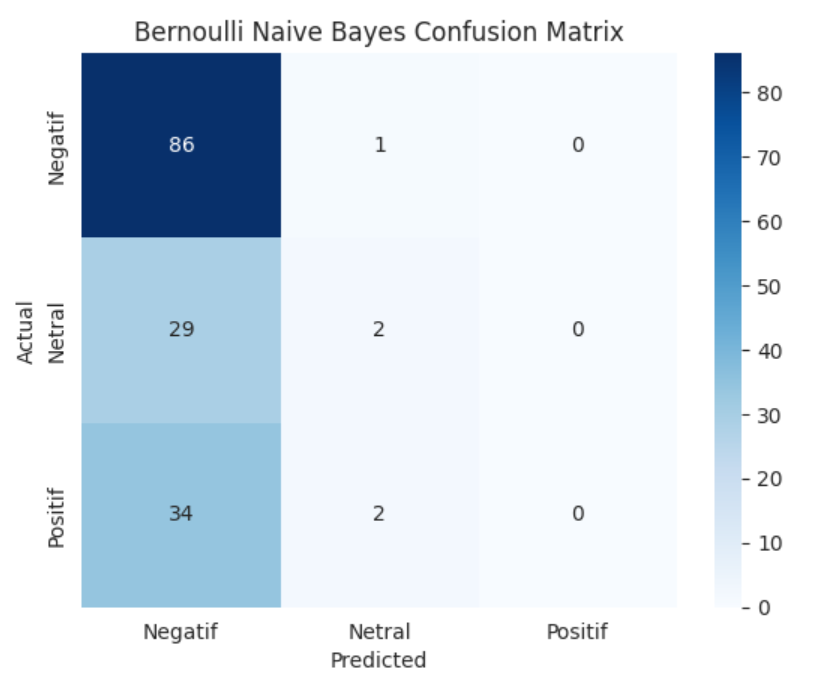 Bernoulli Naive Bayes Confusion Matrix
Actual
Negatif
86 1 0
Netral
29 2 0
Positif
34 2 0
Negatif Netral Positif
Predicted
80
70
60
50
40
30
20
10
0